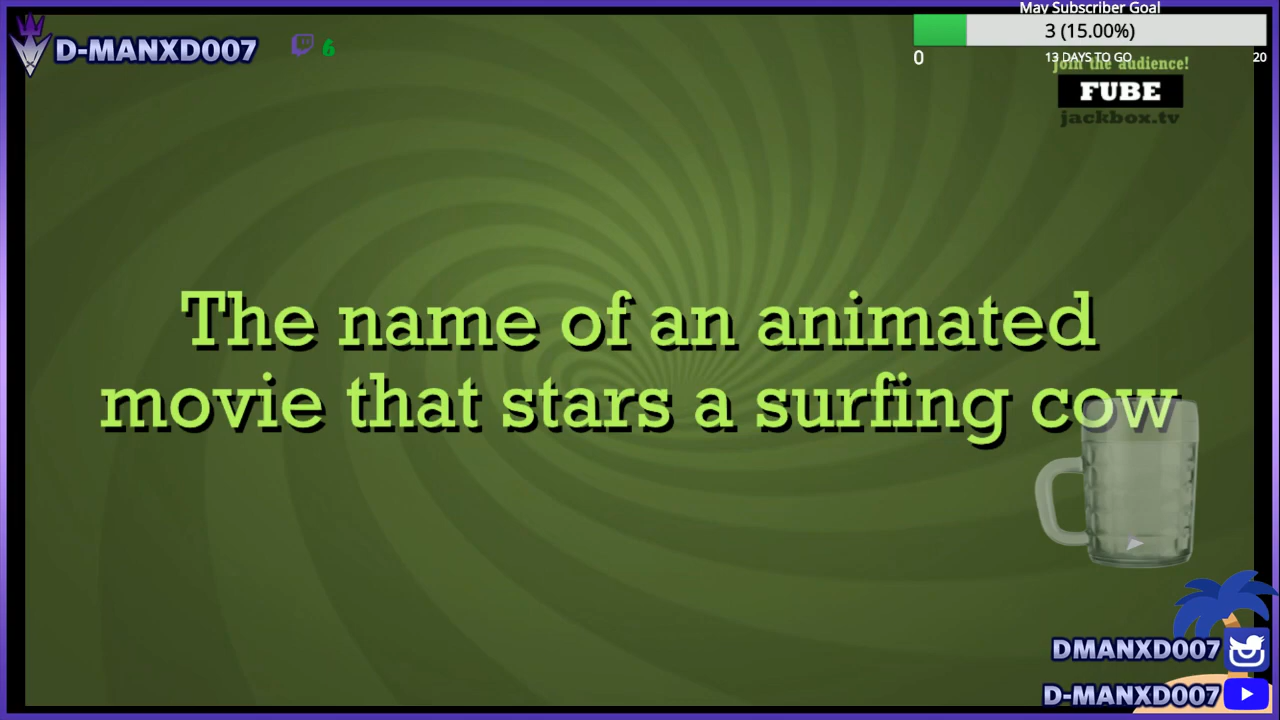 May Subscriber Goal
D-MANXD007
6
3 (15.00%)
0
13 DAYS TO GO
20
Join the audience!
FUBE
jackbox.tv
The name of an animated
movie that stars a surfing cow
DMANXD007
D-MANXD007